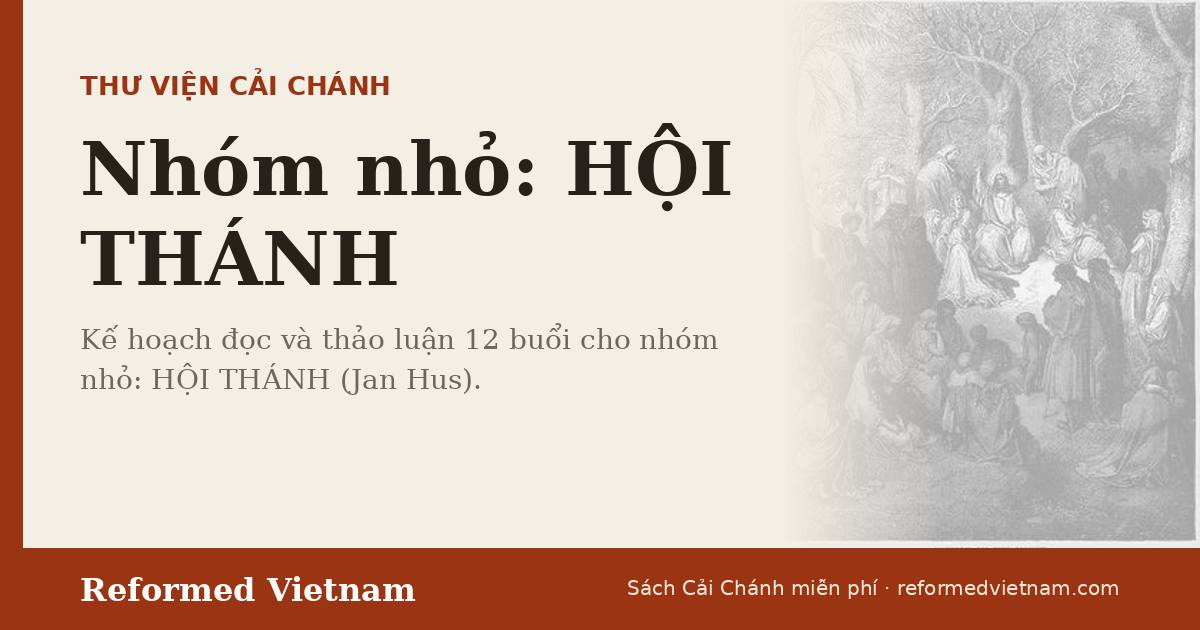 THƯ VIỆN CẢI CHÁNH
Nhóm nhỏ: HỘI
THÁNH
Kế hoạch đọc và thảo luận 12 buổi cho nhóm
nhỏ: HỘI THÁNH (Jan Hus).
Reformed Vietnam
Sách Cải Chánh miễn phí · reformedvietnam.com